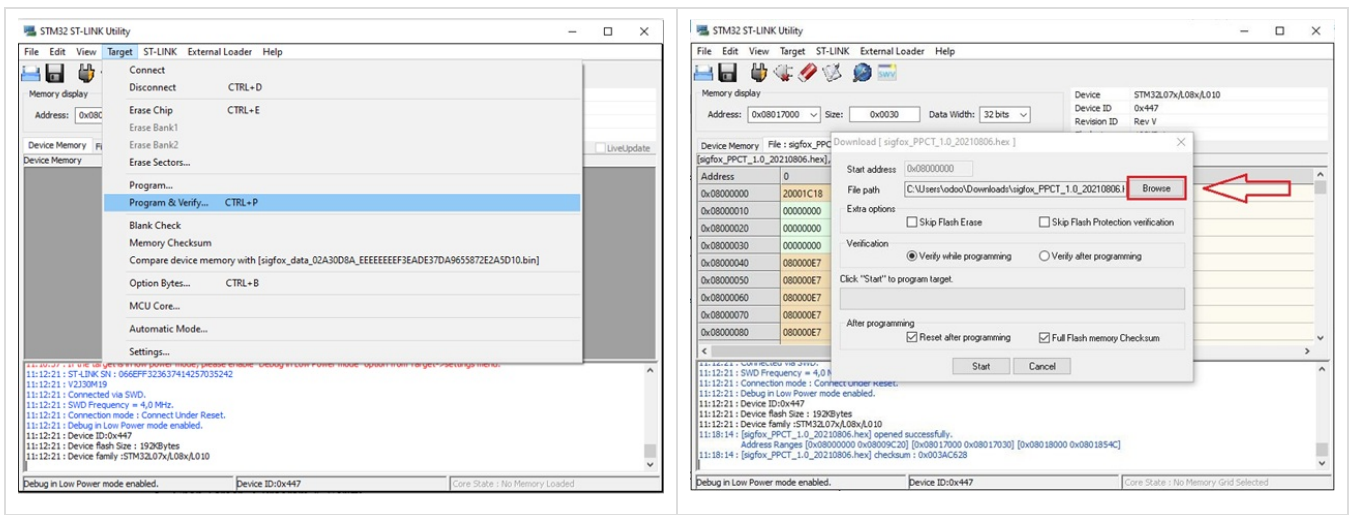 STM32 ST-LINK Utility
File Edit View Target ST-LINK External Loader Help
Memory display
Address: 0x080
Device Memory
LiveUpdate
Device Memory
Connect
Disconnect CTRL+D
Erase Chip CTRL+E
Erase Bank1
Erase Bank2
Erase Sectors...
Program...
Program & Verify... CTRL+P
Blank Check
Memory Checksum
Compare device memory with [sigfox_data_02A30D8A_EEEEEEEEF3EADE37DA9655872E2A5D10.bin]
Option Bytes... CTRL+B
MCU Core...
Automatic Mode...
Settings...
11:12:21 : ST-LINK SN : 066EFF323637414257035242
11:12:21 : V2J30M19
11:12:21 : Connected via SWD.
11:12:21 : SWD Frequency = 4,0 MHz.
11:12:21 : Connection mode : Connect Under Reset.
11:12:21 : Debug in Low Power mode enabled.
11:12:21 : Device ID:0x447
11:12:21 : Device flash Size : 192KBytes
11:12:21 : Device family :STM32L07x/L08x/L010
Debug in Low Power mode enabled. Device ID:0x447 Core State : No Memory Loaded
STM32 ST-LINK Utility
File Edit View Target ST-LINK External Loader Help
SWV
Memory display
Address: 0x08017000 Size: 0x0030 Data Width: 32 bits
Device STM32L07x/L08x/L010
Device ID 0x447
Revision ID Rev V
Device Memory File : sigfox_PPC
[sigfox_PPCT_1.0_20210806.hex],
Address 0
0x08000000 20001C18
0x08000010 00000000
0x08000020 00000000
0x08000030 00000000
0x08000040 080000E7
0x08000050 080000E7
0x08000060 080000E7
0x08000070 080000E7
0x08000080 080000E7
Download [ sigfox_PPCT_1.0_20210806.hex ]
Start address 0x08000000
File path C:\Users\odoo\Downloads\sigfox_PPCT_1.0_20210806.h Browse
Extra options
Skip Flash Erase Skip Flash Protection verification
Verification
Verify while programming Verify after programming
Click "Start" to program target.
After programming
Reset after programming Full Flash memory Checksum
Start Cancel
11:12:21 : SWD Frequency = 4,0 M
11:12:21 : Connection mode : Connect Under Reset.
11:12:21 : Debug in Low Power mode enabled.
11:12:21 : Device ID:0x447
11:12:21 : Device flash Size : 192KBytes
11:12:21 : Device family :STM32L07x/L08x/L010
11:18:14 : [sigfox_PPCT_1.0_20210806.hex] opened successfully.
Address Ranges [0x08000000 0x08009C20] [0x08017000 0x08017030] [0x08018000 0x0801854C]
11:18:14 : [sigfox_PPCT_1.0_20210806.hex] checksum : 0x003AC628
Debug in Low Power mode enabled. Device ID:0x447 Core State : No Memory Grid Selected